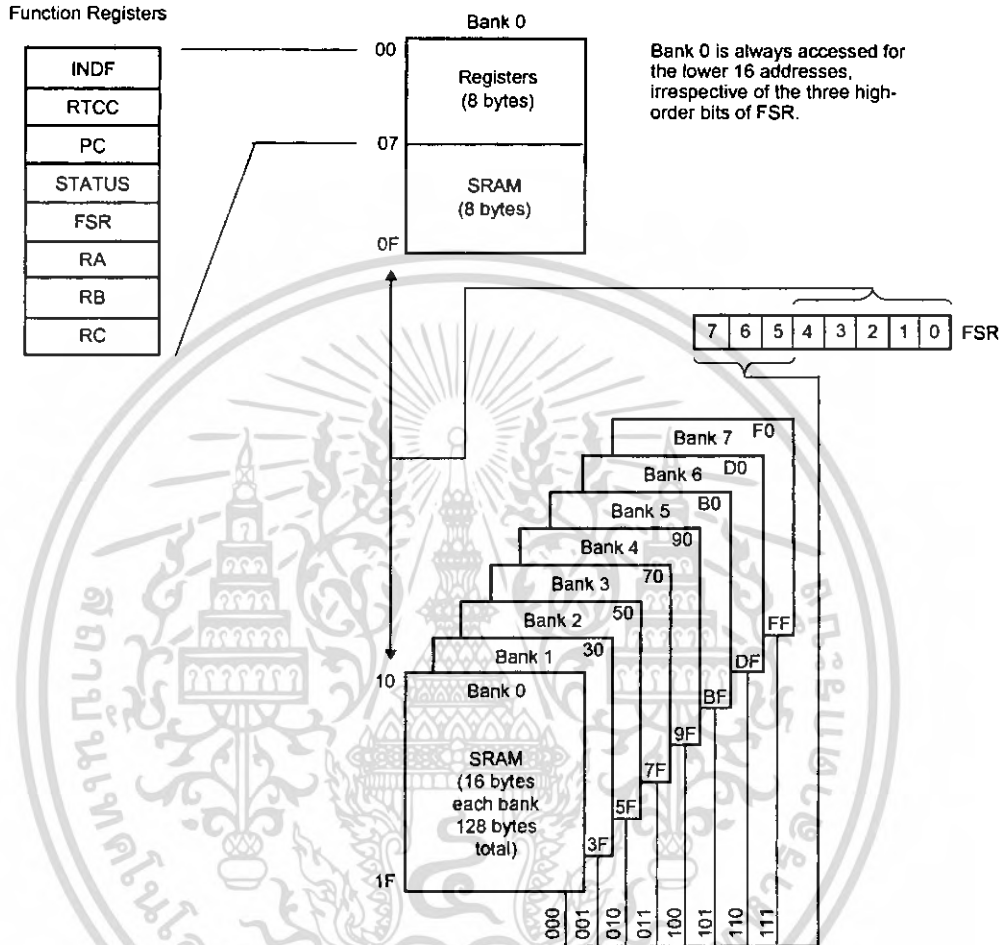 Function Registers
INDF
RTCC
PC
STATUS
FSR
RA
RB
RC
Bank 0
00
Registers
(8 bytes)
07
SRAM
(8 bytes)
0F
Bank 0 is always accessed for
the lower 16 addresses,
irrespective of the three high-
order bits of FSR.
7 6 5 4 3 2 1 0 FSR
Bank 7 F0
Bank 6 D0
Bank 5 B0
Bank 4 90
Bank 3 70
Bank 2 50
Bank 1 30
10
Bank 0
SRAM
(16 bytes
each bank
128 bytes
total)
1F
3F
5F
7F
9F
BF
DF
FF
000
001
010
011
100
101
110
111